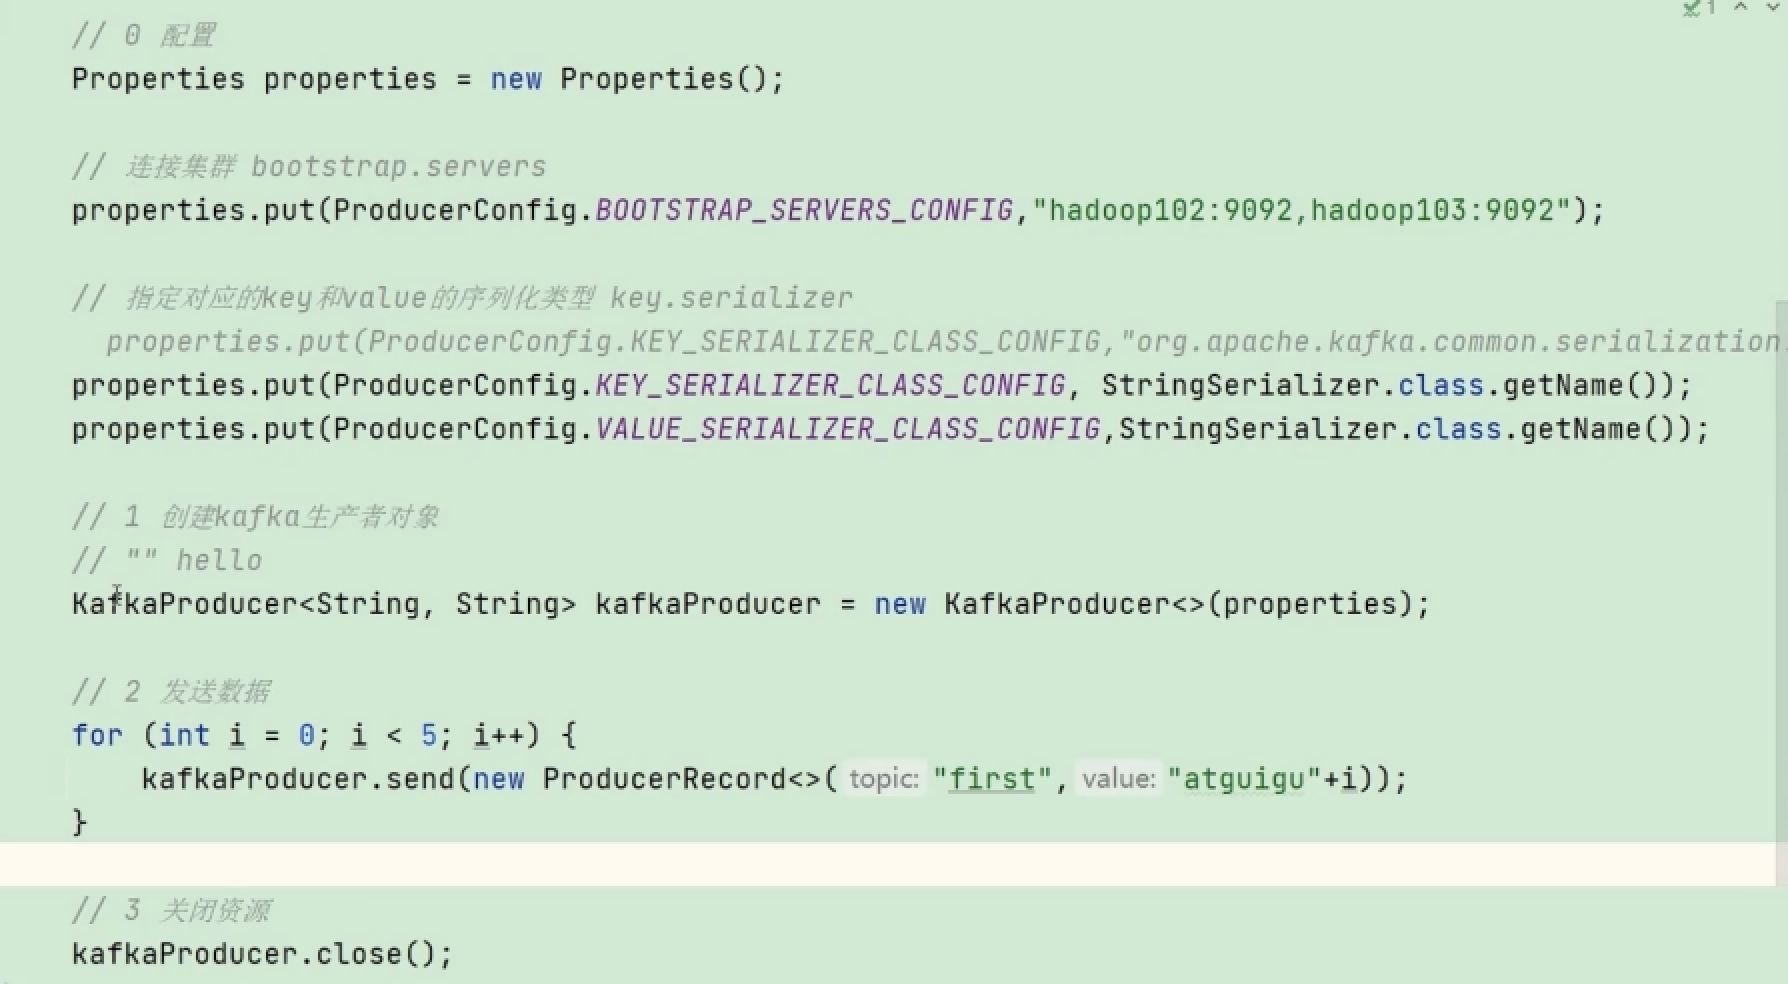 1
// 0 配置
Properties properties = new Properties();
// 连接集群 bootstrap.servers
properties.put(ProducerConfig.BOOTSTRAP_SERVERS_CONFIG,"hadoop102:9092,hadoop103:9092");
// 指定对应的key和value的序列化类型 key.serializer
properties.put(ProducerConfig.KEY_SERIALIZER_CLASS_CONFIG,"org.apache.kafka.common.serialization.
properties.put(ProducerConfig.KEY_SERIALIZER_CLASS_CONFIG, StringSerializer.class.getName());
properties.put(ProducerConfig.VALUE_SERIALIZER_CLASS_CONFIG,StringSerializer.class.getName());
// 1 创建kafka生产者对象
// "" hello
KafkaProducer<String, String> kafkaProducer = new KafkaProducer<>(properties);
// 2 发送数据
for (int i = 0; i < 5; i++) {
kafkaProducer.send(new ProducerRecord<>( topic: "first", value: "atguigu"+i));
}
// 3 关闭资源
kafkaProducer.close();